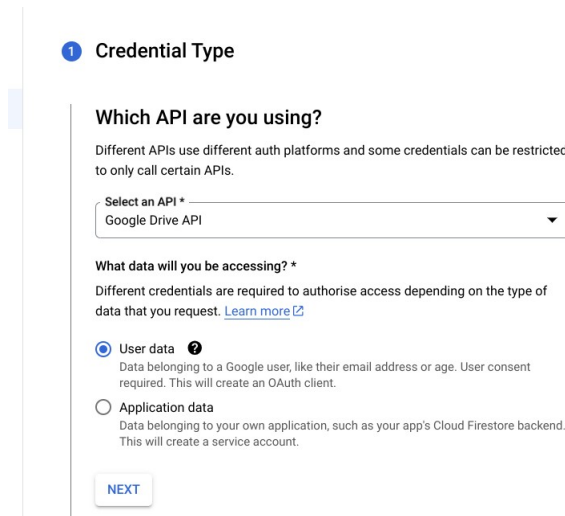 1 Credential Type
Which API are you using?
Different APIs use different auth platforms and some credentials can be restricted
to only call certain APIs.
Select an API *
Google Drive API
What data will you be accessing? *
Different credentials are required to authorise access depending on the type of
data that you request. Learn more
User data ?
Data belonging to a Google user, like their email address or age. User consent
required. This will create an OAuth client.
Application data
Data belonging to your own application, such as your app's Cloud Firestore backend.
This will create a service account.
NEXT